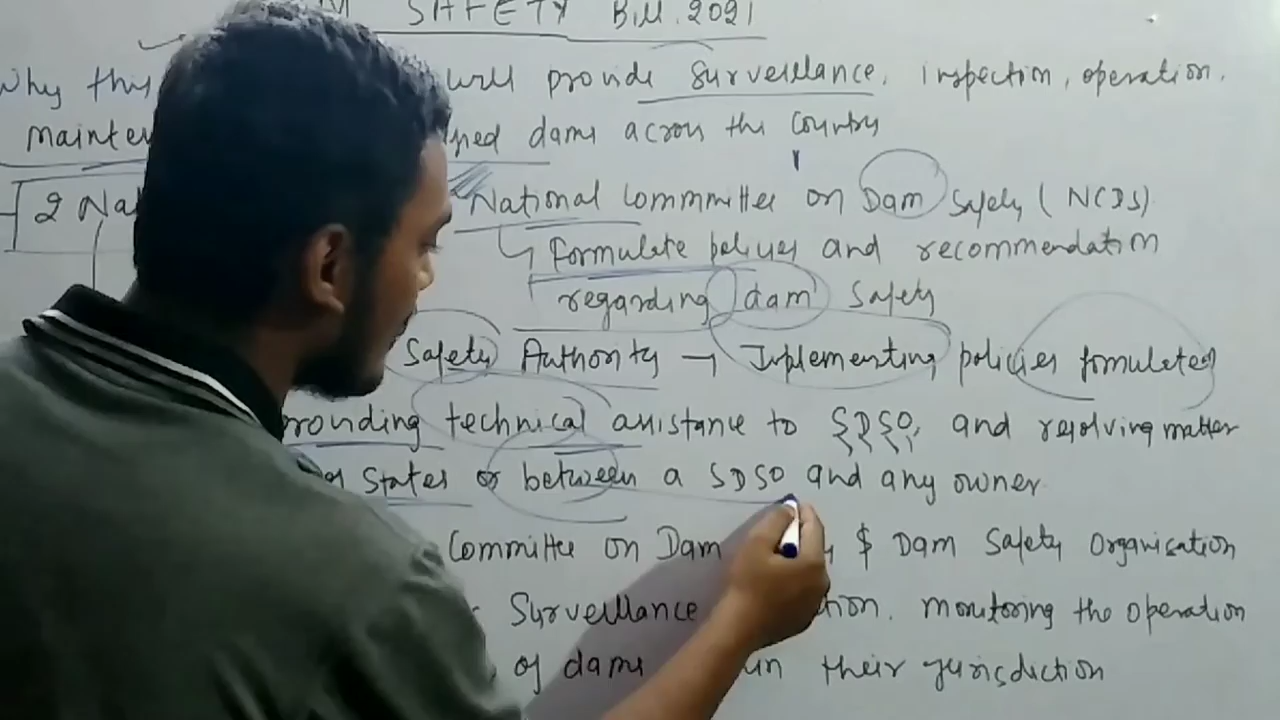 SAFETY Bill. 2021
Why this will provide Surveillance, inspection, operation,
mainte dams across the country
2 Na National Committee on Dam Safety (NCDS)
Formulate policies and recommendation
regarding dam Safety
Safety Authority → Implementing policies formulated
roviding technical assistance to SDSO, and resolving matter
States or between a SDSO and any owner
Committee on Dam y $ Dam Safety Organisation
Surveillance tion, monitoring the operation
of dams in their jurisdiction